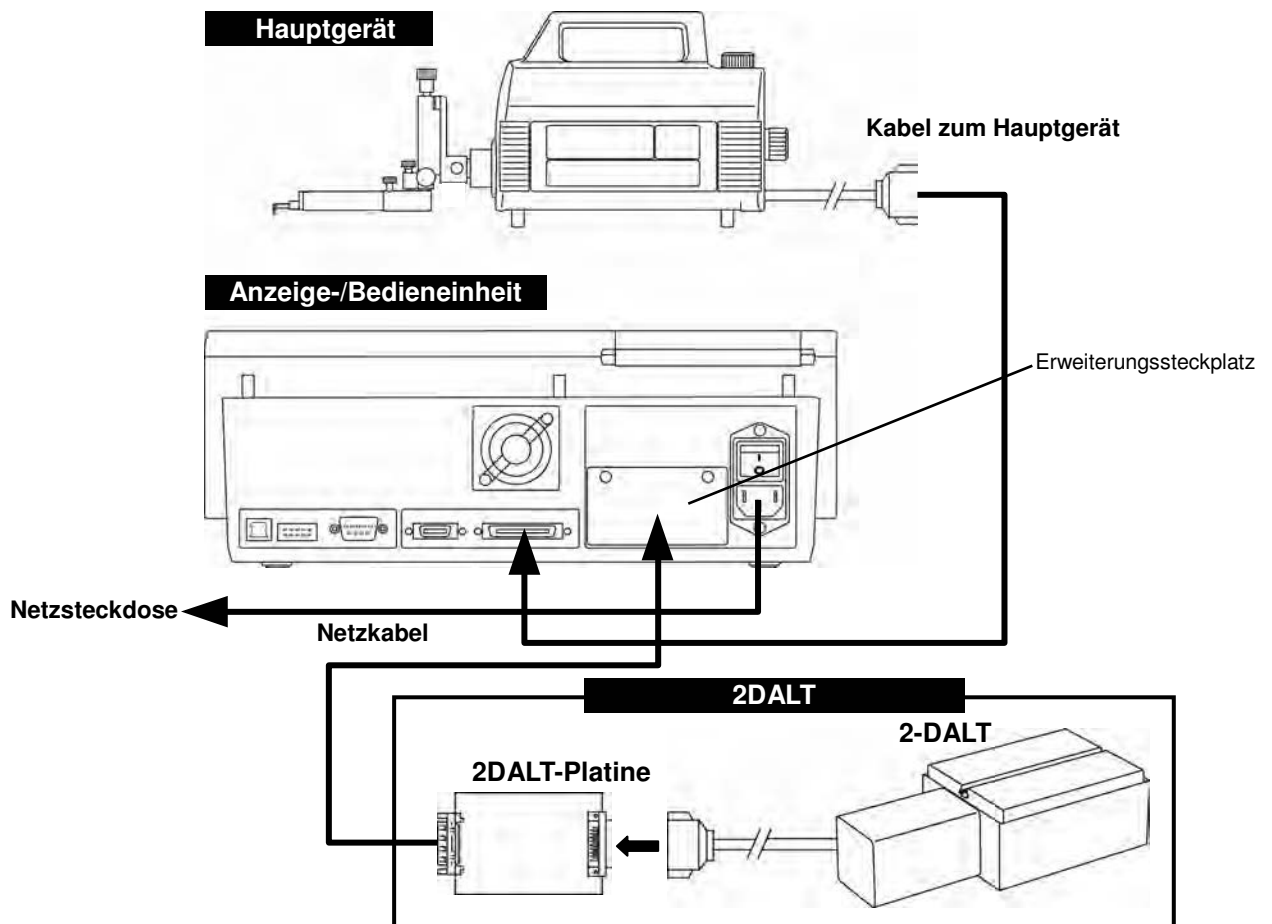 Hauptgerät
Kabel zum Hauptgerät
Anzeige-/Bedieneinheit
Erweiterungssteckplatz
Netzsteckdose
Netzkabel
2DALT
2-DALT
2DALT-Platine